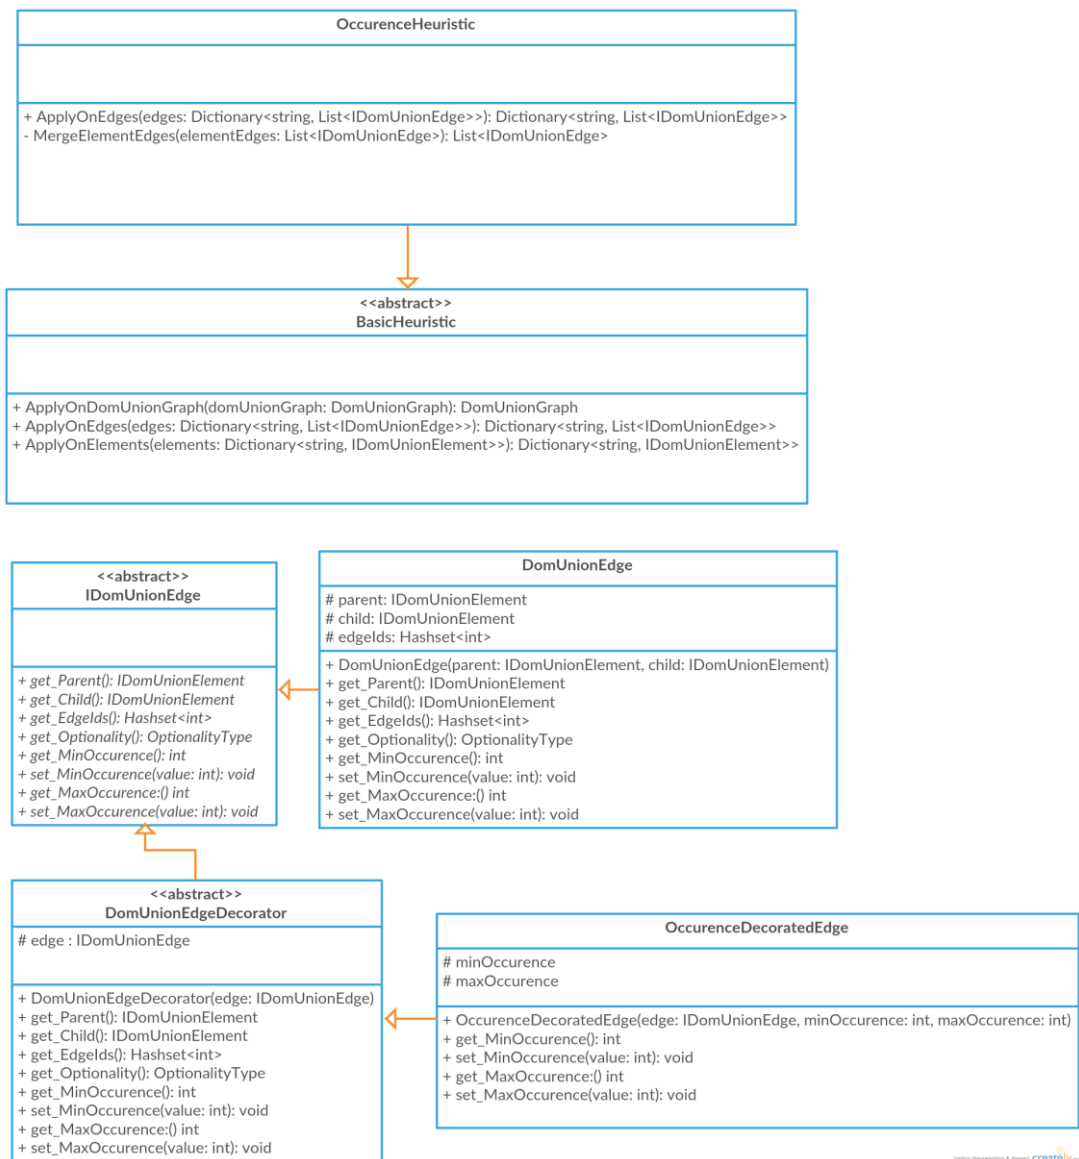 OccurenceHeuristic
+ ApplyOnEdges(edges: Dictionary<string, List<IDomUnionEdge>>): Dictionary<string, List<IDomUnionEdge>>
- MergeElementEdges(elementEdges: List<IDomUnionEdge>): List<IDomUnionEdge>
<<abstract>>
BasicHeuristic
+ ApplyOnDomUnionGraph(domUnionGraph: DomUnionGraph): DomUnionGraph
+ ApplyOnEdges(edges: Dictionary<string, List<IDomUnionEdge>>): Dictionary<string, List<IDomUnionEdge>>
+ ApplyOnElements(elements: Dictionary<string, IDomUnionElement>>): Dictionary<string, IDomUnionElement>>
<<abstract>>
IDomUnionEdge
+ get_Parent(): IDomUnionElement
+ get_Child(): IDomUnionElement
+ get_EdgeIds(): Hashset<int>
+ get_Optionality(): OptionalityType
+ get_MinOccurence(): int
+ set_MinOccurence(value: int): void
+ get_MaxOccurence:() int
+ set_MaxOccurence(value: int): void
DomUnionEdge
# parent: IDomUnionElement
# child: IDomUnionElement
# edgeIds: Hashset<int>
+ DomUnionEdge(parent: IDomUnionElement, child: IDomUnionElement)
+ get_Parent(): IDomUnionElement
+ get_Child(): IDomUnionElement
+ get_EdgeIds(): Hashset<int>
+ get_Optionality(): OptionalityType
+ get_MinOccurence(): int
+ set_MinOccurence(value: int): void
+ get_MaxOccurence:() int
+ set_MaxOccurence(value: int): void
<<abstract>>
DomUnionEdgeDecorator
# edge : IDomUnionEdge
+ DomUnionEdgeDecorator(edge: IDomUnionEdge)
+ get_Parent(): IDomUnionElement
+ get_Child(): IDomUnionElement
+ get_EdgeIds(): Hashset<int>
+ get_Optionality(): OptionalityType
+ get_MinOccurence(): int
+ set_MinOccurence(value: int): void
+ get_MaxOccurence:() int
+ set_MaxOccurence(value: int): void
OccurenceDecoratedEdge
# minOccurence
# maxOccurence
+ OccurenceDecoratedEdge(edge: IDomUnionEdge, minOccurence: int, maxOccurence: int)
+ get_MinOccurence(): int
+ set_MinOccurence(value: int): void
+ get_MaxOccurence:() int
+ set_MaxOccurence(value: int): void
creately